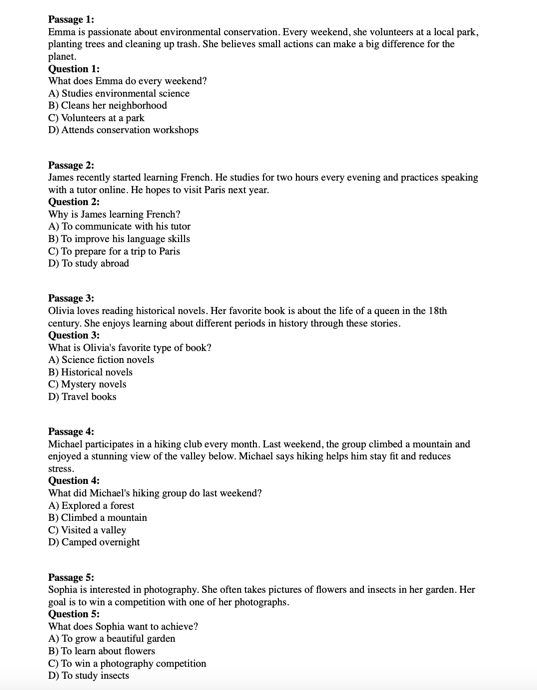 Passage 1:
Emma is passionate about environmental conservation. Every weekend, she volunteers at a local park,
planting trees and cleaning up trash. She believes small actions can make a big difference for the
planet.
Question 1:
What does Emma do every weekend?
A) Studies environmental science
B) Cleans her neighborhood
C) Volunteers at a park
D) Attends conservation workshops
Passage 2:
James recently started learning French. He studies for two hours every evening and practices speaking
with a tutor online. He hopes to visit Paris next year.
Question 2:
Why is James learning French?
A) To communicate with his tutor
B) To improve his language skills
C) To prepare for a trip to Paris
D) To study abroad
Passage 3:
Olivia loves reading historical novels. Her favorite book is about the life of a queen in the 18th
century. She enjoys learning about different periods in history through these stories.
Question 3:
What is Olivia's favorite type of book?
A) Science fiction novels
B) Historical novels
C) Mystery novels
D) Travel books
Passage 4:
Michael participates in a hiking club every month. Last weekend, the group climbed a mountain and
enjoyed a stunning view of the valley below. Michael says hiking helps him stay fit and reduces
stress.
Question 4:
What did Michael's hiking group do last weekend?
A) Explored a forest
B) Climbed a mountain
C) Visited a valley
D) Camped overnight
Passage 5:
Sophia is interested in photography. She often takes pictures of flowers and insects in her garden. Her
goal is to win a competition with one of her photographs.
Question 5:
What does Sophia want to achieve?
A) To grow a beautiful garden
B) To learn about flowers
C) To win a photography competition
D) To study insects